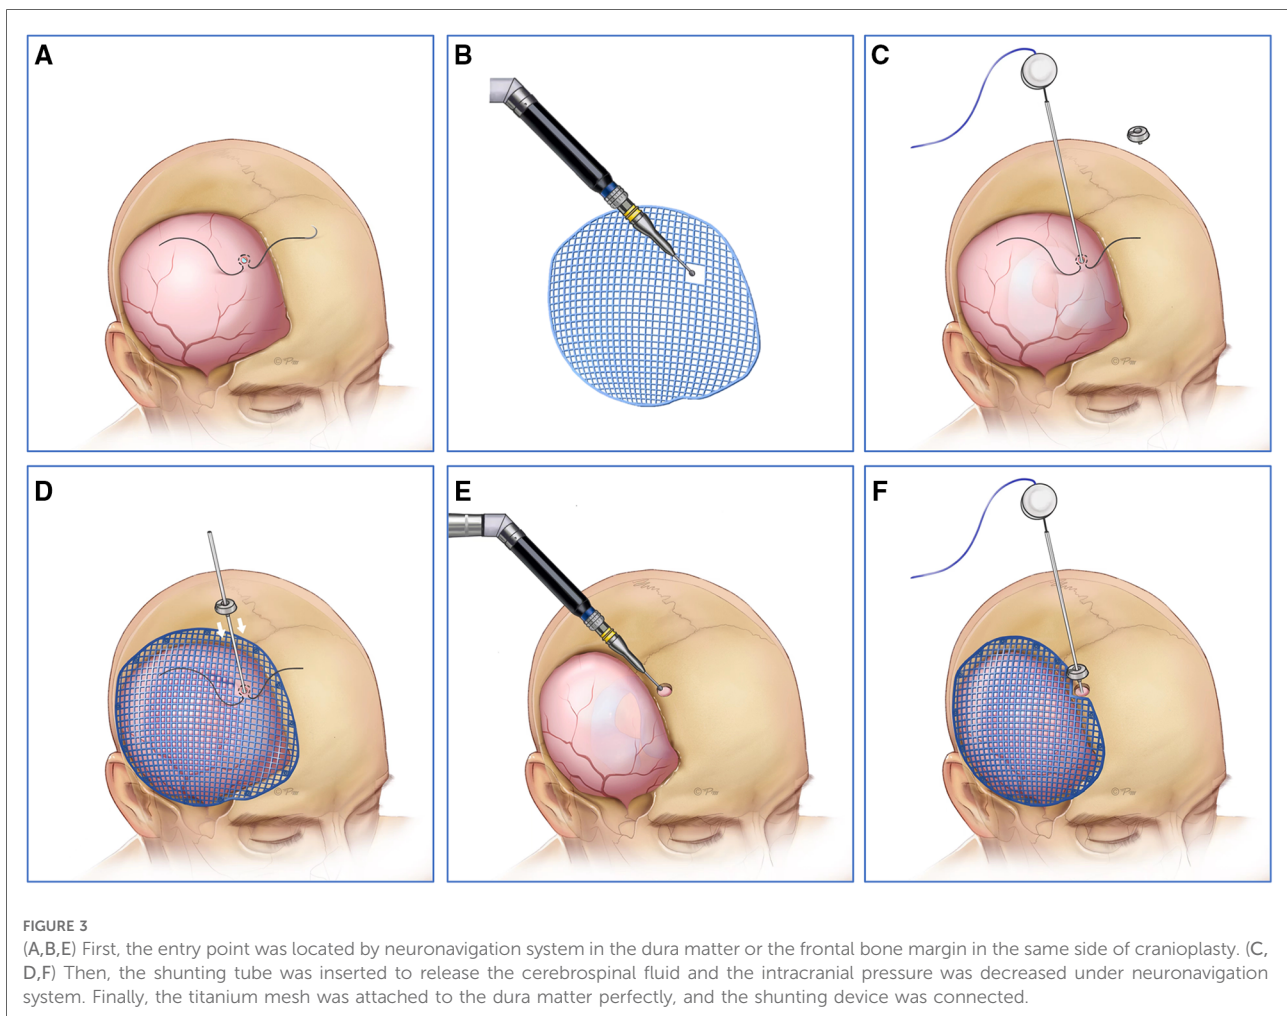 A
B
C
D
E
F
FIGURE 3
(A,B,E) First, the entry point was located by neuronavigation system in the dura matter or the frontal bone margin in the same side of cranioplasty. (C,
D,F) Then, the shunting tube was inserted to release the cerebrospinal fluid and the intracranial pressure was decreased under neuronavigation
system. Finally, the titanium mesh was attached to the dura matter perfectly, and the shunting device was connected.